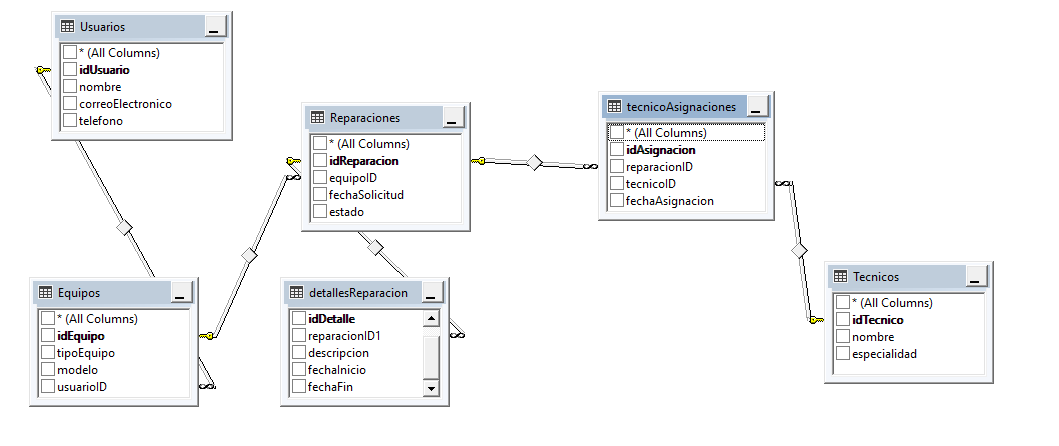 Usuarios
* (All Columns)
idUsuario
nombre
correoElectronico
telefono
Reparaciones
* (All Columns)
idReparacion
equipoID
fechaSolicitud
estado
tecnicoAsignaciones
* (All Columns)
idAsignacion
reparacionID
tecnicoID
fechaAsignacion
Equipos
* (All Columns)
idEquipo
tipoEquipo
modelo
usuarioID
detallesReparacion
idDetalle
reparacionID1
descripcion
fechaInicio
fechaFin
Tecnicos
* (All Columns)
idTecnico
nombre
especialidad